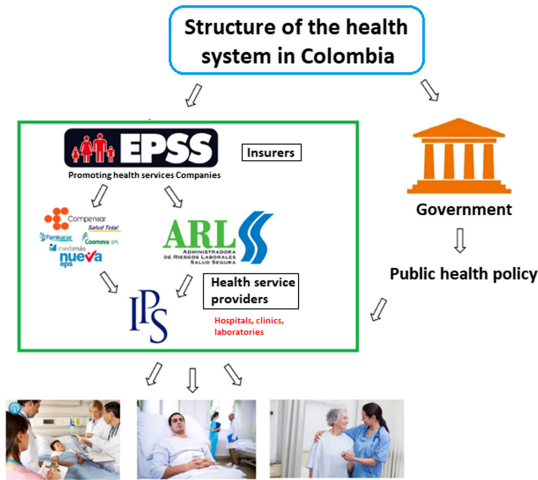 Structure of the health
system in Colombia
EPSS
Insurers
Promoting health services Companies
Compensar
Salud Total
Famisanar
Coomeva EPS
medimás
nueva
eps
ARL
ADMINISTRADORA
DE RIESGOS LABORALES
SALUD SEGURA
Health service
providers
IPS
Hospitals, clinics,
laboratories
Government
Public health policy